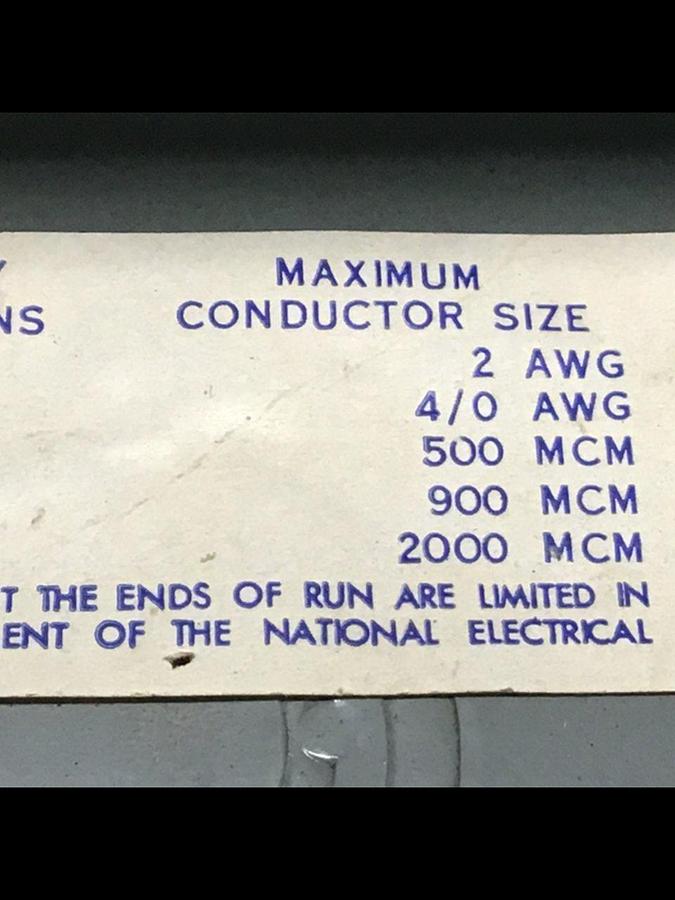 MAXIMUM
NS CONDUCTOR SIZE
2 AWG
4/0 AWG
500 MCM
900 MCM
2000 MCM
T THE ENDS OF RUN ARE LIMITED IN
ENT OF THE NATIONAL ELECTRICAL